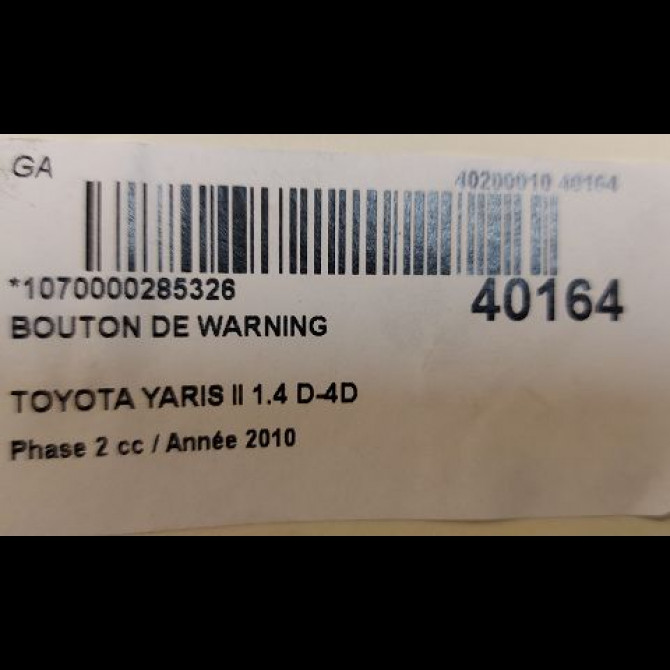 GA
40200010 40164
*1070000285326
40164
BOUTON DE WARNING
TOYOTA YARIS II 1.4 D-4D
Phase 2 cc / Année 2010